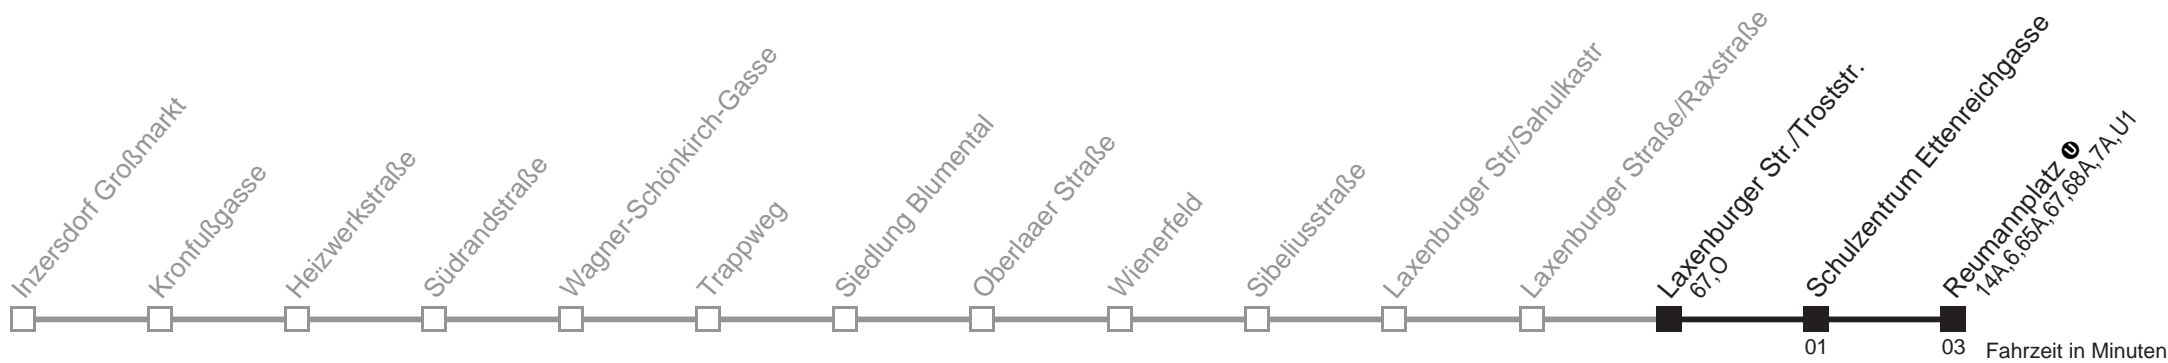 Inzersdorf Großmarkt
Kronfußgasse
Heizwerkstraße
Südrandstraße
Wagner-Schönkirch-Gasse
Trappweg
Siedlung Blumental
Oberlaaer Straße
Wienerfeld
Sibeliusstraße
Laxenburger Str/Sahulkastr
Laxenburger Straße/Raxstraße
Laxenburger Str./Troststr.
67,O
Schulzentrum Ettenreichgasse
Reumannplatz U
14A,6,65A,67,68A,7A,U1
01
03
Fahrzeit in Minuten